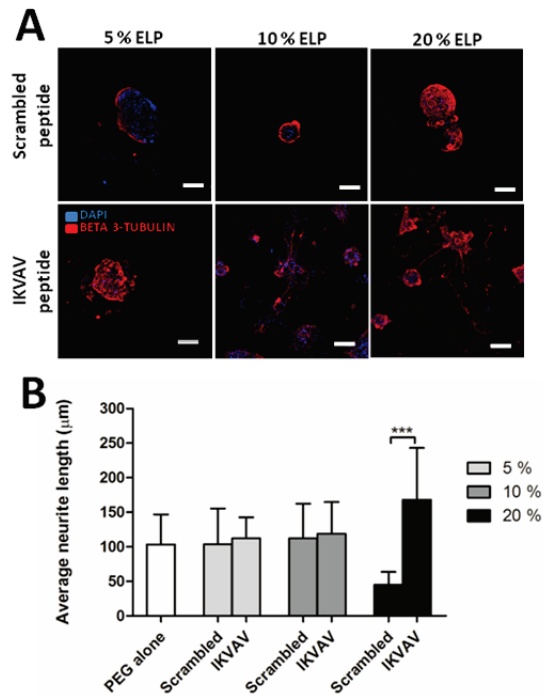 A
5 % ELP
10 % ELP
20 % ELP
Scrambled
peptide
DAPI
BETA 3-TUBULIN
IKVAV
peptide
B
Average neurite length (μm)
300
250
200
150
100
50
0
***
5 %
10 %
20 %
PEG alone
Scrambled
IKVAV
Scrambled
IKVAV
Scrambled
IKVAV